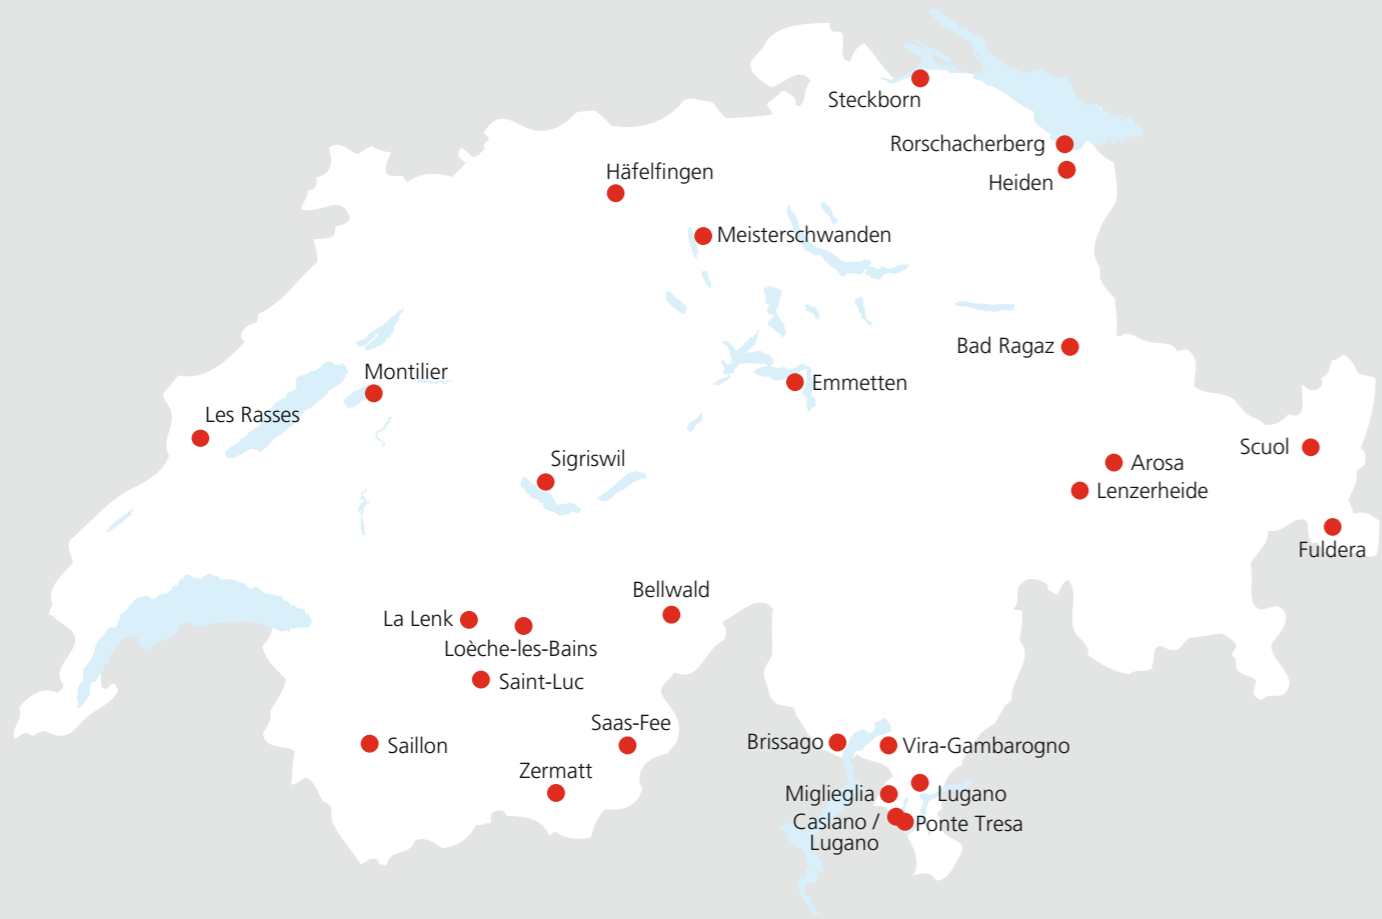 Steckborn
Rorschacherberg
Häfelfingen
Heiden
Meisterschwanden
Bad Ragaz
Montilier
Emmetten
Les Rasses
Scuol
Sigriswil
Arosa
Lenzerheide
Fuldera
Bellwald
La Lenk
Loèche-les-Bains
Saint-Luc
Saas-Fee
Brissago
Vira-Gambarogno
Saillon
Zermatt
Miglieglia
Lugano
Caslano /
Lugano
Ponte Tresa